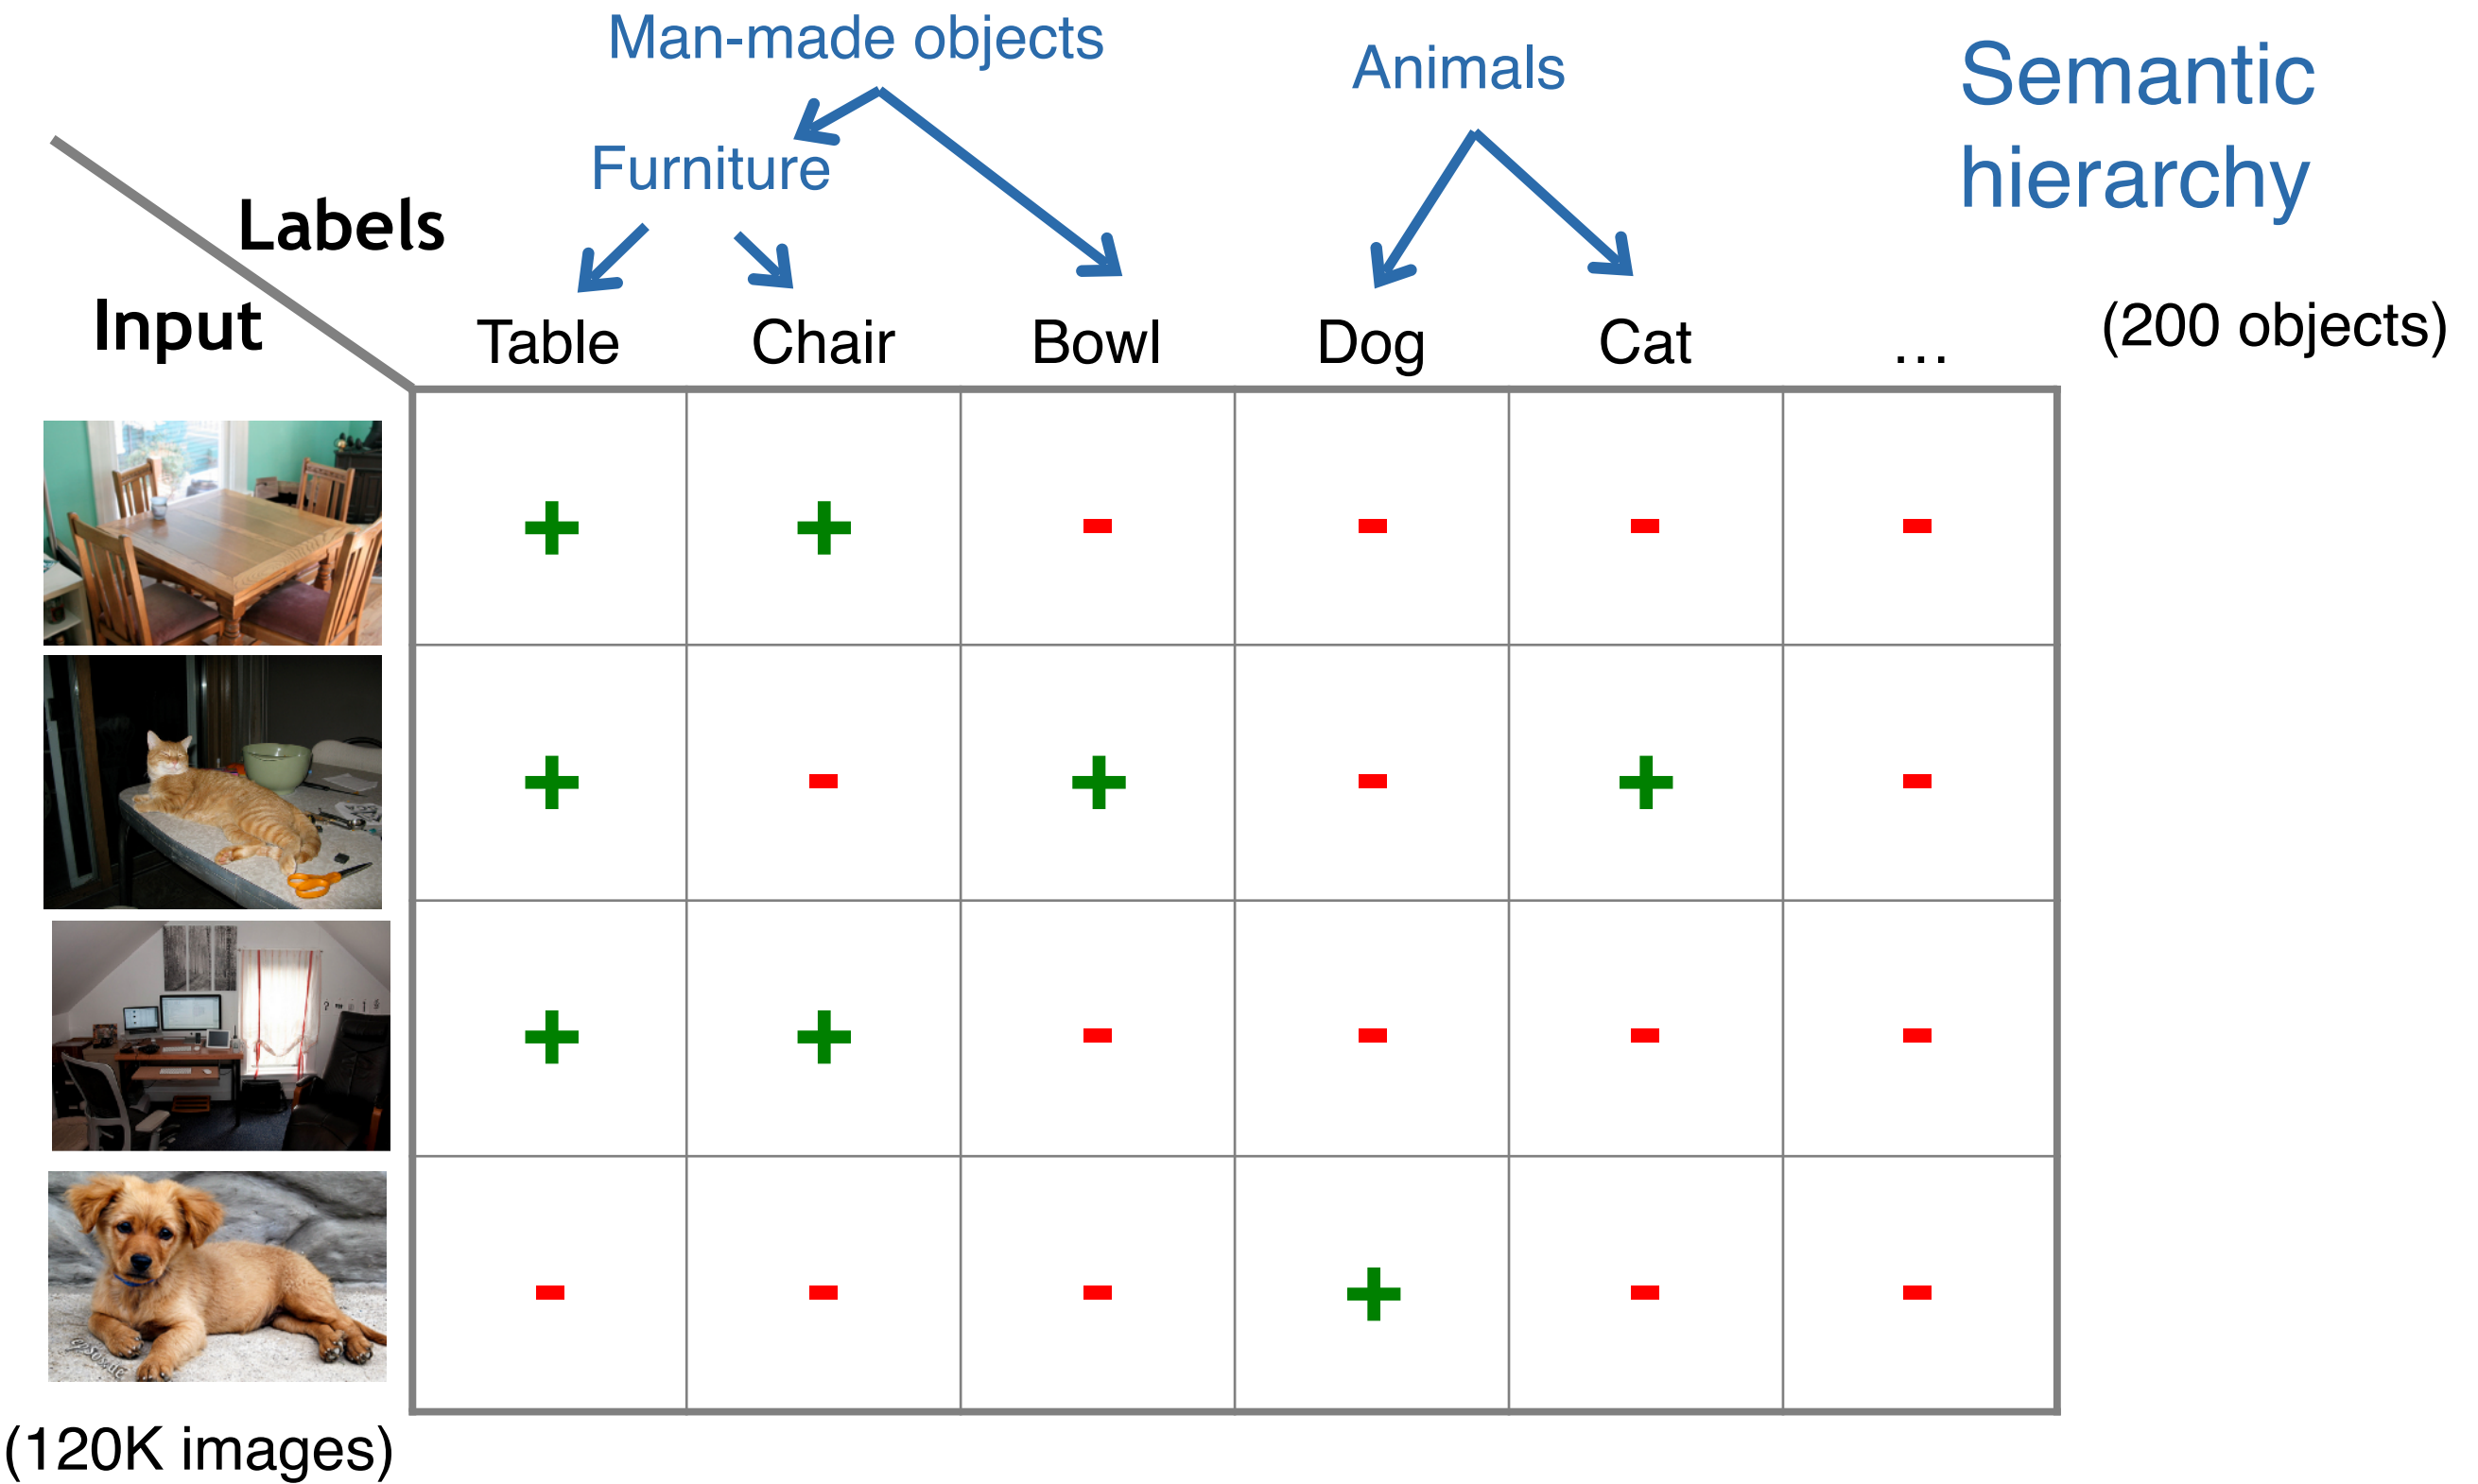 Man-made objects
Animals
Semantic
hierarchy
Furniture
Labels
Input
Table
Chair
Bowl
Dog
Cat
...
(200 objects)
+ + - - - -
+ - + - + -
+ + - - - -
- - - + - -
(120K images)